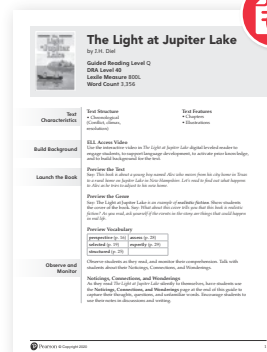 The Light at Jupiter Lake
by J.H. Diel
Guided Reading Level Q
DRA Level 40
Lexile Measure 800L
Word Count 3,256
Text Characteristics
Text Structure
• Chronological
(Conflict, climax,
resolution)
Text Features
• Chapters
• Illustrations
Build Background
ELL Access Video
Use the interactive video in The Light at Jupiter Lake digital leveled reader to
engage students, to support language development, to activate prior knowledge,
and to build background for the text.
Launch the Book
Preview the Text
Say: This book is about a young boy named Alex who moves from his city home in Texas
to a rural home on Jupiter Lake in New Hampshire. Let's read to find out what happens
to Alex as he tries to adjust to his new home.
Preview the Genre
Say: The Light at Jupiter Lake is an example of realistic fiction. Share students
the cover of the book. Say: What about this cover tells you that this book is realistic
fiction? As you read, ask yourself if the events in the story are things that could happen
in real life.
Preview Vocabulary
perspective (p. 16) access (p. 28)
selected (p. 19) expertly (p. 29)
structured (p. 25)
Observe and Monitor
Observe students as they read, and monitor their comprehension. Talk with
students about their Noticings, Connections, and Wonderings.
Noticings, Connections, and Wonderings
As they read The Light at Jupiter Lake silently to themselves, have students use
the Noticings, Connections, and Wonderings page at the end of this guide to
capture their thoughts, questions, and unfamiliar words. Encourage students to
use their notes in discussions and writing.
Pearson © Copyright 2020
1